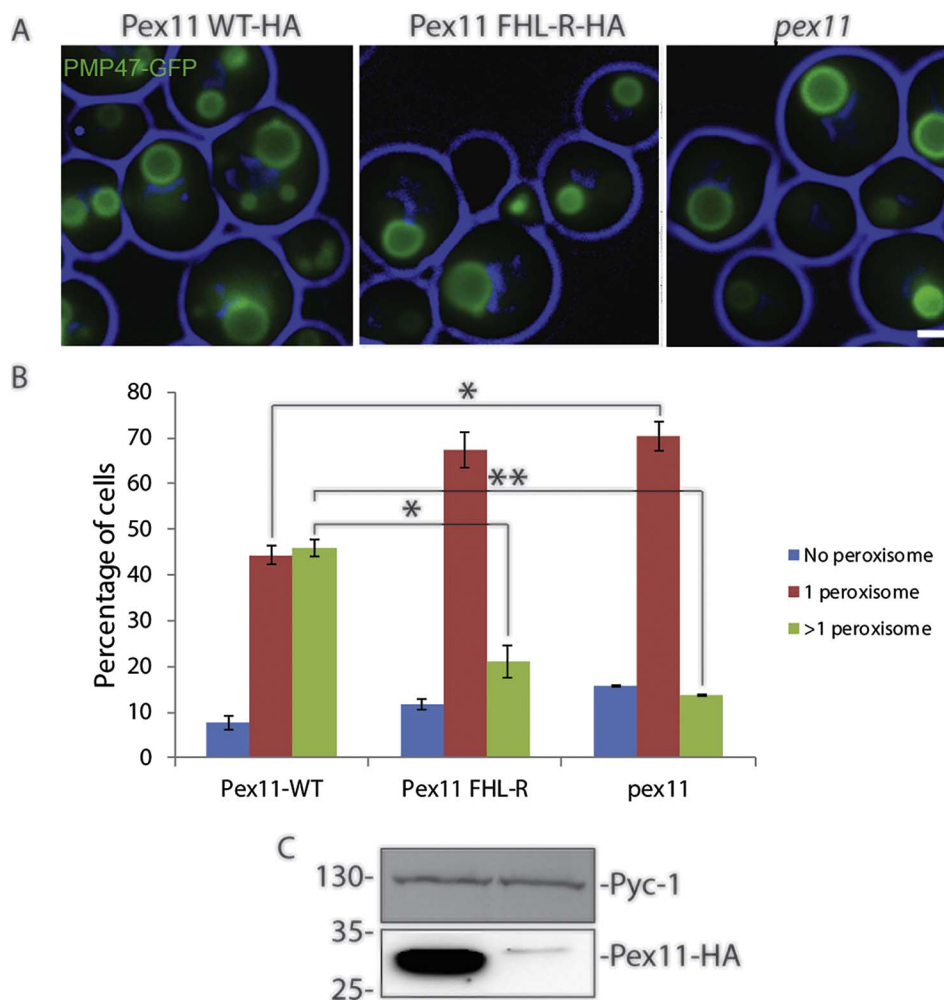 A
Pex11 WT-HA
Pex11 FHL-R-HA
pex11
PMP47-GFP
B
80
70
60
50
40
30
20
10
0
Percentage of cells
*
**
*
No peroxisome
1 peroxisome
>1 peroxisome
Pex11-WT
Pex11 FHL-R
pex11
C
130-
-Pyc-1
35-
-Pex11-HA
25-